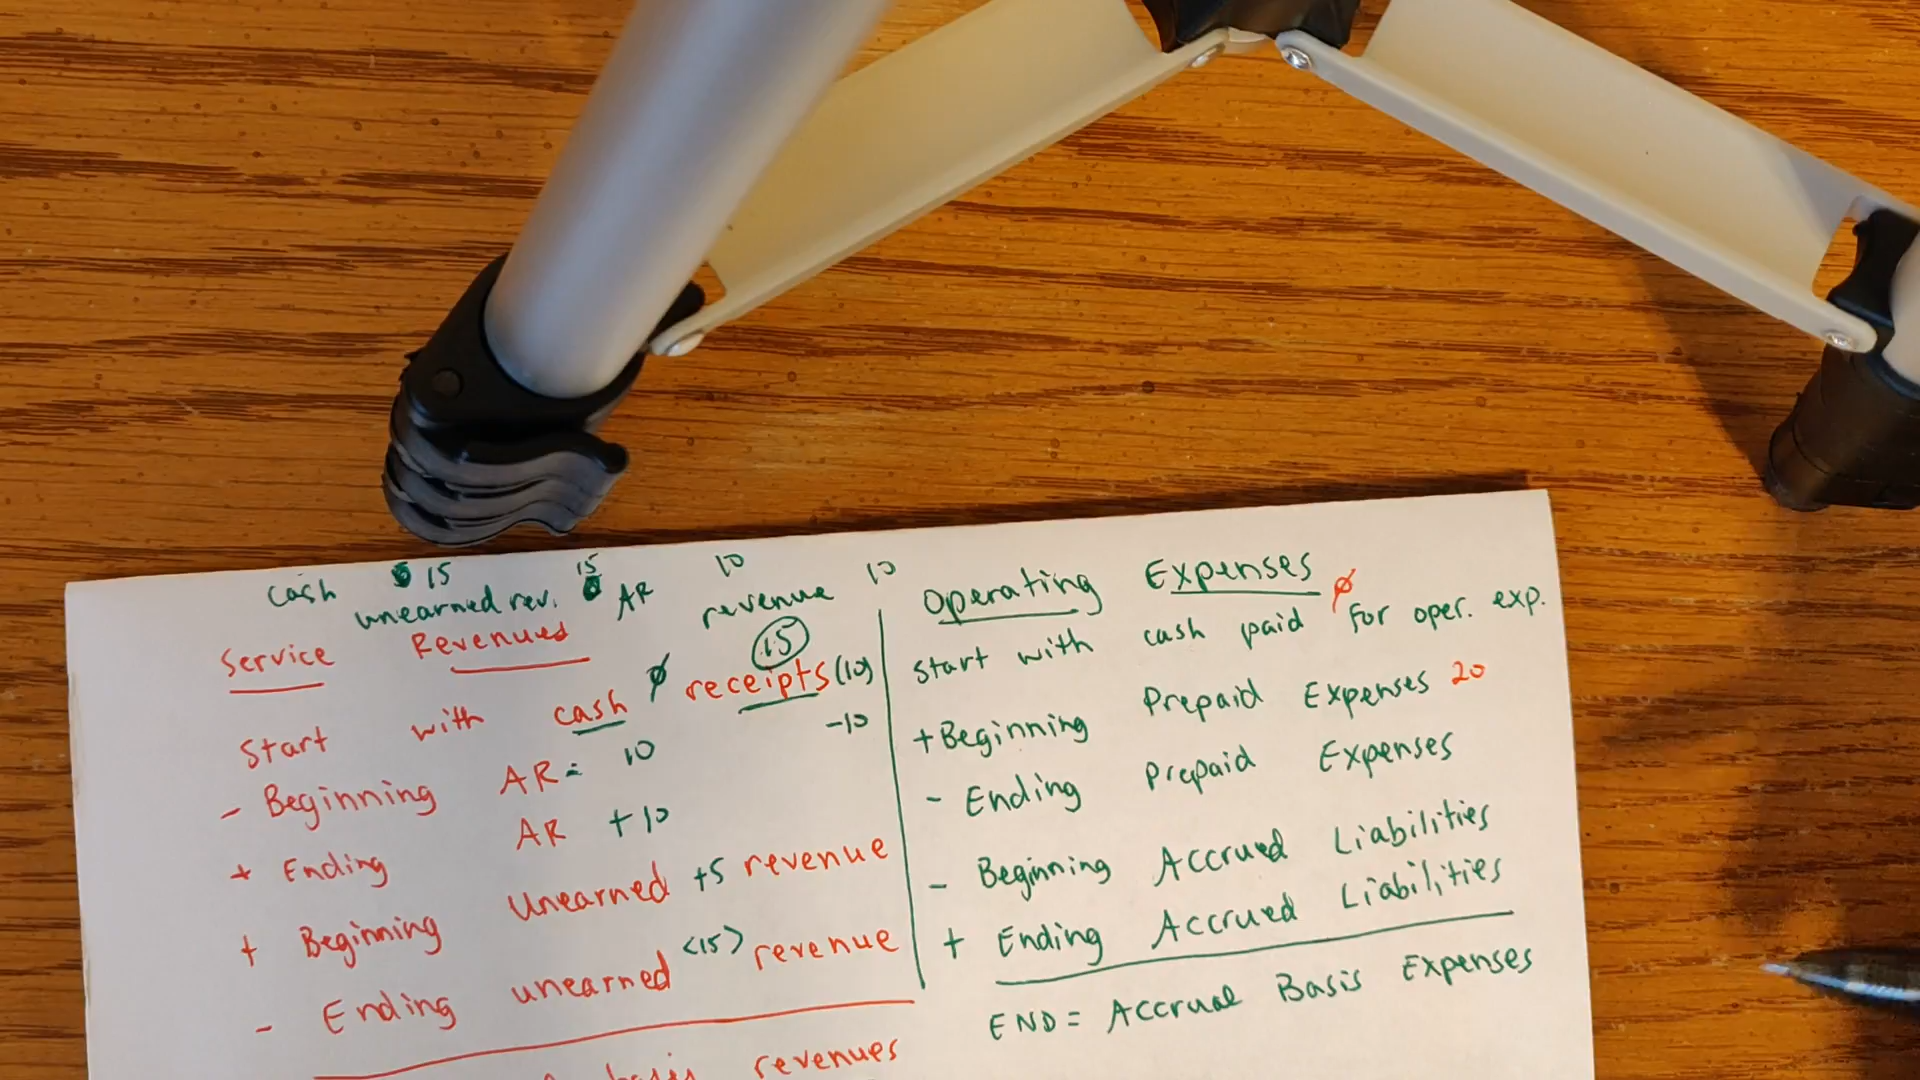 cash 15
unearned rev. 15 AR 10
revenue 10
Service Revenues
15
Start with cash ∅ receipts (10)
-10
- Beginning AR = 10
+ Ending AR +10
+ Beginning Unearned +5 revenue
- Ending unearned <15> revenue
basis revenues
Operating Expenses
start with cash paid ∅ for oper. exp.
+ Beginning Prepaid Expenses 20
- Ending Prepaid Expenses
- Beginning Accrued Liabilities
+ Ending Accrued Liabilities
END = Accrual Basis Expenses